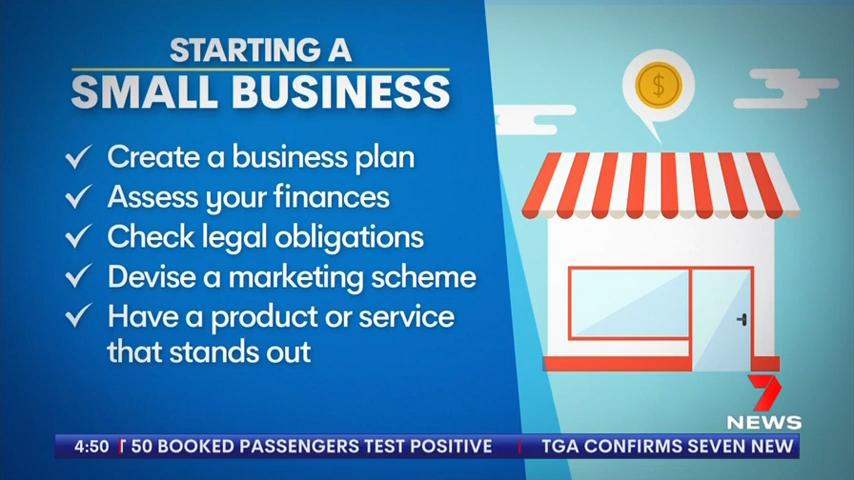 STARTING A
SMALL BUSINESS
Create a business plan
Assess your finances
Check legal obligations
Devise a marketing scheme
Have a product or service
that stands out
$
7
NEWS
4:50 50 BOOKED PASSENGERS TEST POSITIVE TGA CONFIRMS SEVEN NEW